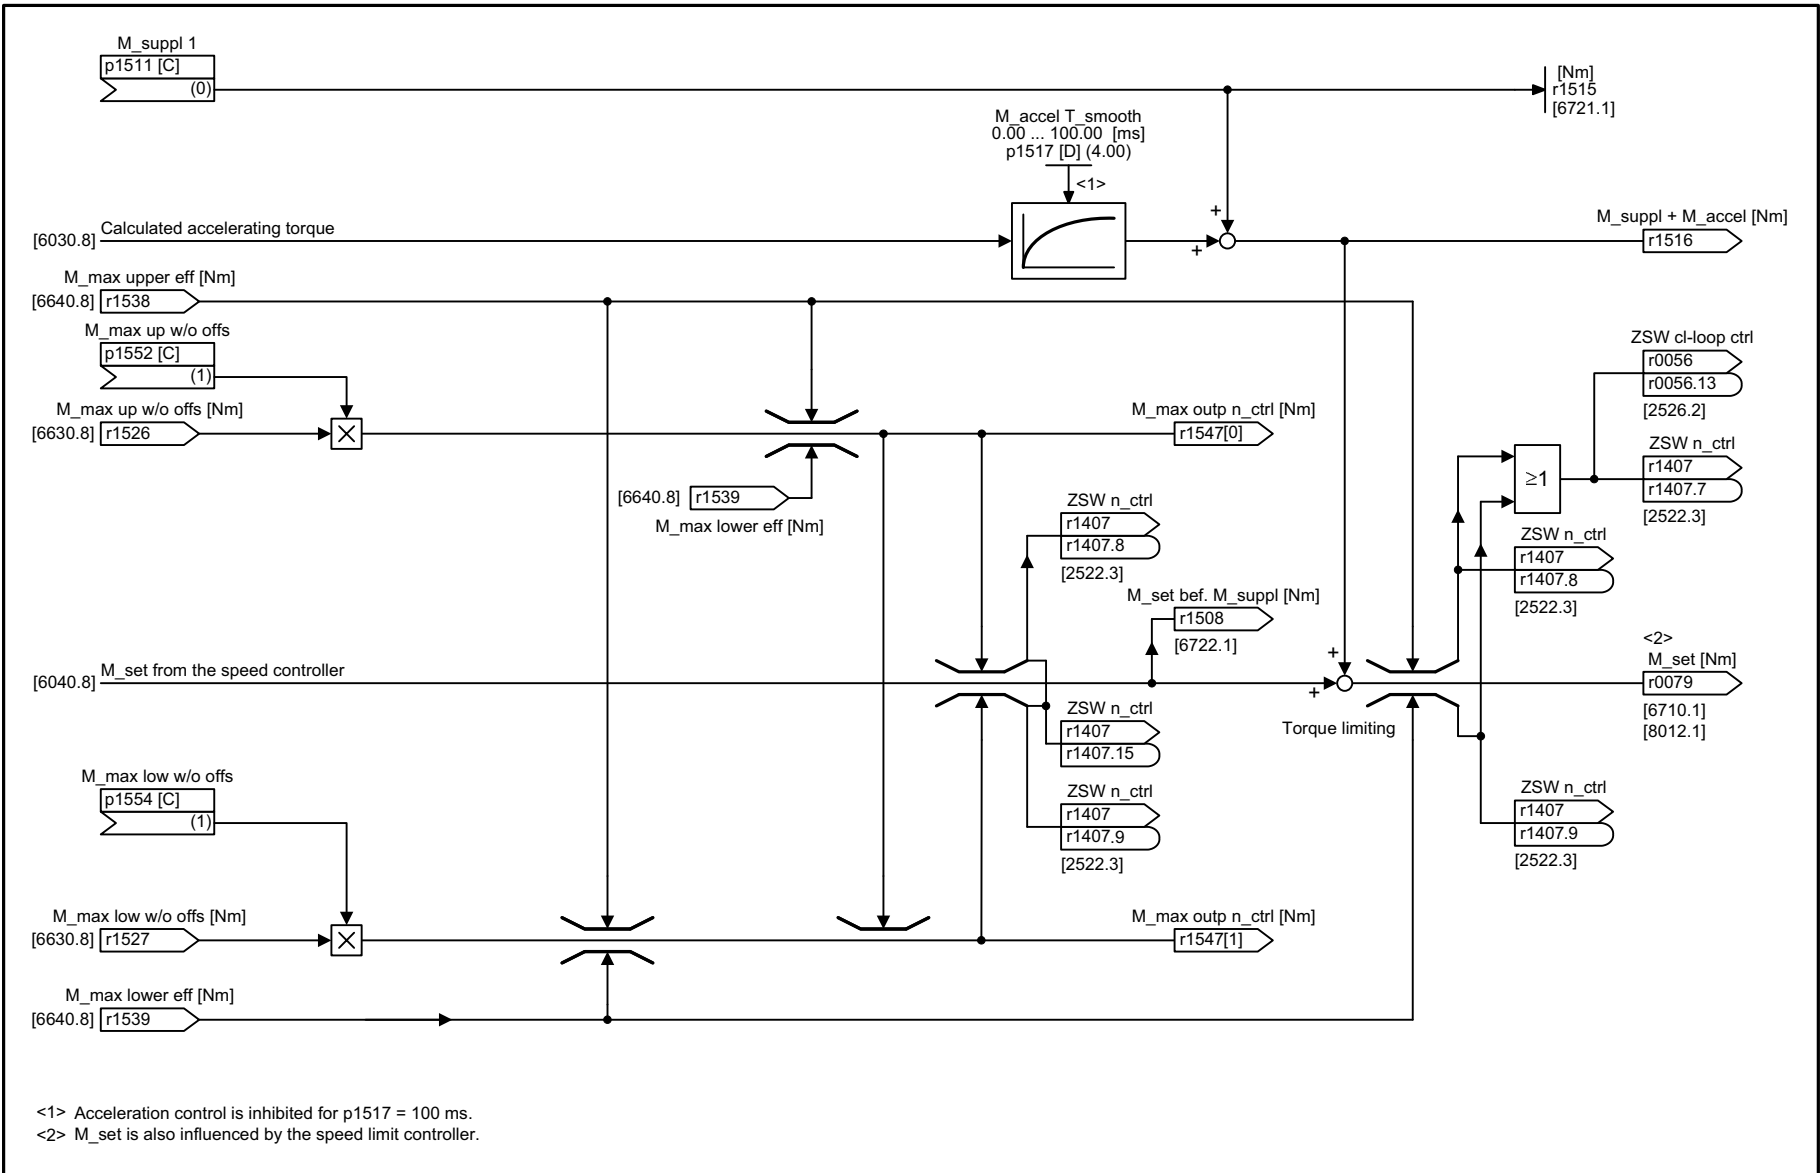 M_suppl 1
p1511 [C]
(0)
[Nm]
r1515
[6721.1]
M_accel T_smooth
0.00 ... 100.00 [ms]
p1517 [D] (4.00)
<1>
[6030.8] Calculated accelerating torque
+
+
M_suppl + M_accel [Nm]
r1516
M_max upper eff [Nm]
[6640.8] r1538
M_max up w/o offs
p1552 [C]
(1)
M_max up w/o offs [Nm]
[6630.8] r1526
M_max outp n_ctrl [Nm]
r1547[0]
[6640.8] r1539
M_max lower eff [Nm]
ZSW cl-loop ctrl
r0056
r0056.13
[2526.2]
≥1
ZSW n_ctrl
r1407
r1407.7
[2522.3]
ZSW n_ctrl
r1407
r1407.8
[2522.3]
ZSW n_ctrl
r1407
r1407.8
[2522.3]
M_set bef. M_suppl [Nm]
r1508
[6722.1]
[6040.8] M_set from the speed controller
+
+
<2>
M_set [Nm]
r0079
[6710.1]
[8012.1]
Torque limiting
ZSW n_ctrl
r1407
r1407.15
ZSW n_ctrl
r1407
r1407.9
[2522.3]
ZSW n_ctrl
r1407
r1407.9
[2522.3]
M_max low w/o offs
p1554 [C]
(1)
M_max low w/o offs [Nm]
[6630.8] r1527
M_max outp n_ctrl [Nm]
r1547[1]
M_max lower eff [Nm]
[6640.8] r1539
<1> Acceleration control is inhibited for p1517 = 100 ms.
<2> M_set is also influenced by the speed limit controller.